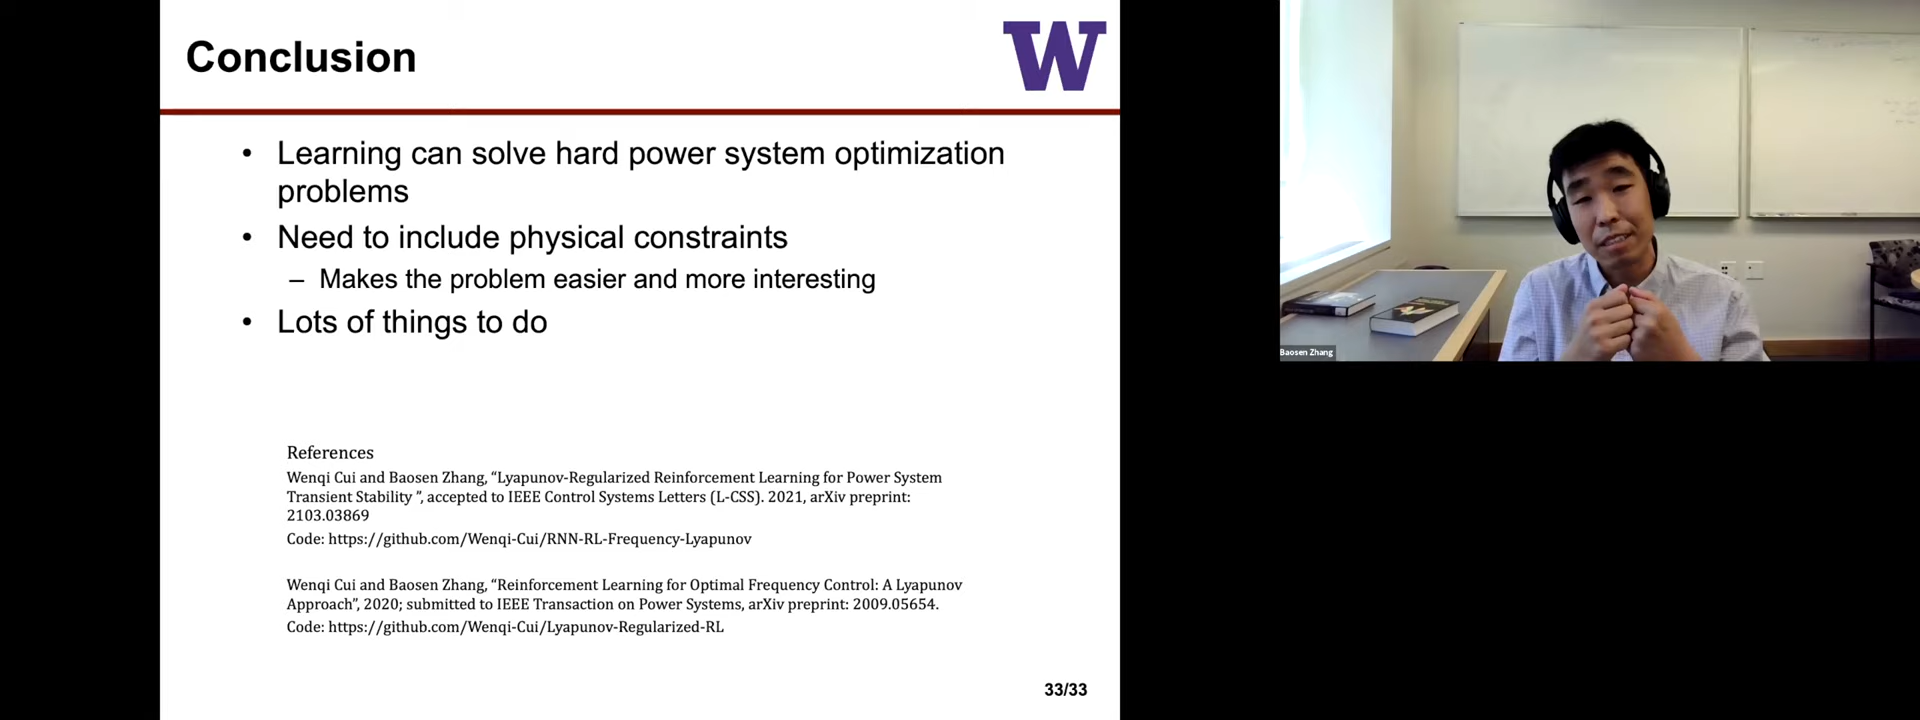 Conclusion
W
• Learning can solve hard power system optimization
problems
• Need to include physical constraints
– Makes the problem easier and more interesting
• Lots of things to do
References
Wenqi Cui and Baosen Zhang, “Lyapunov-Regularized Reinforcement Learning for Power System
Transient Stability ”, accepted to IEEE Control Systems Letters (L-CSS). 2021, arXiv preprint:
2103.03869
Code: https://github.com/Wenqi-Cui/RNN-RL-Frequency-Lyapunov
Wenqi Cui and Baosen Zhang, “Reinforcement Learning for Optimal Frequency Control: A Lyapunov
Approach”, 2020; submitted to IEEE Transaction on Power Systems, arXiv preprint: 2009.05654.
Code: https://github.com/Wenqi-Cui/Lyapunov-Regularized-RL
33/33
Baosen Zhang